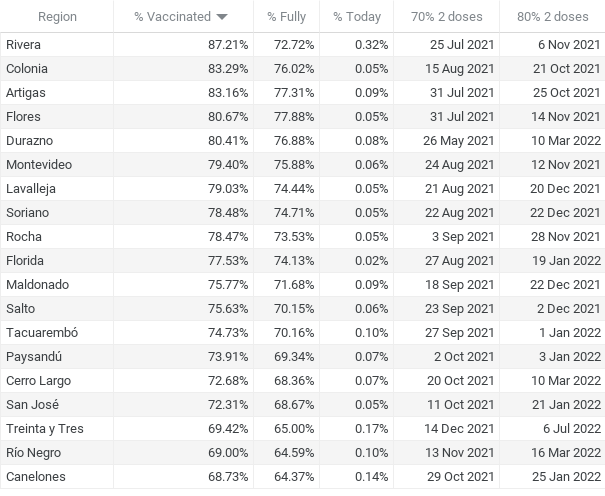 Region % Vaccinated % Fully % Today 70% 2 doses 80% 2 doses
Rivera 87.21% 72.72% 0.32% 25 Jul 2021 6 Nov 2021
Colonia 83.29% 76.02% 0.05% 15 Aug 2021 21 Oct 2021
Artigas 83.16% 77.31% 0.09% 31 Jul 2021 25 Oct 2021
Flores 80.67% 77.88% 0.05% 31 Jul 2021 14 Nov 2021
Durazno 80.41% 76.88% 0.08% 26 May 2021 10 Mar 2022
Montevideo 79.40% 75.88% 0.06% 24 Aug 2021 12 Nov 2021
Lavalleja 79.03% 74.44% 0.05% 21 Aug 2021 20 Dec 2021
Soriano 78.48% 74.71% 0.05% 22 Aug 2021 22 Dec 2021
Rocha 78.47% 73.53% 0.05% 3 Sep 2021 28 Nov 2021
Florida 77.53% 74.13% 0.02% 27 Aug 2021 19 Jan 2022
Maldonado 75.77% 71.68% 0.09% 18 Sep 2021 22 Dec 2021
Salto 75.63% 70.15% 0.06% 23 Sep 2021 2 Dec 2021
Tacuarembó 74.73% 70.16% 0.10% 27 Sep 2021 1 Jan 2022
Paysandú 73.91% 69.34% 0.07% 2 Oct 2021 3 Jan 2022
Cerro Largo 72.68% 68.36% 0.07% 20 Oct 2021 10 Mar 2022
San José 72.31% 68.67% 0.05% 11 Oct 2021 21 Jan 2022
Treinta y Tres 69.42% 65.00% 0.17% 14 Dec 2021 6 Jul 2022
Río Negro 69.00% 64.59% 0.10% 13 Nov 2021 16 Mar 2022
Canelones 68.73% 64.37% 0.14% 29 Oct 2021 25 Jan 2022